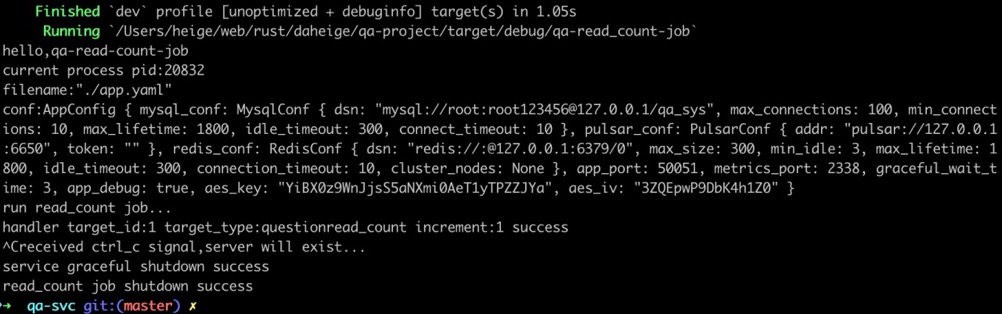 Finished `dev` profile [unoptimized + debuginfo] target(s) in 1.05s
Running `/Users/heige/web/rust/daheige/qa-project/target/debug/qa-read_count-job`
hello,qa-read-count-job
current process pid:20832
filename:"./app.yaml"
conf:AppConfig { mysql_conf: MysqlConf { dsn: "mysql://root:root123456@127.0.0.1/qa_sys", max_connections: 100, min_connect
ions: 10, max_lifetime: 1800, idle_timeout: 300, connect_timeout: 10 }, pulsar_conf: PulsarConf { addr: "pulsar://127.0.0.1
:6650", token: "" }, redis_conf: RedisConf { dsn: "redis://:@127.0.0.1:6379/0", max_size: 300, min_idle: 3, max_lifetime: 1
800, idle_timeout: 300, connection_timeout: 10, cluster_nodes: None }, app_port: 50051, metrics_port: 2338, graceful_wait_t
ime: 3, app_debug: true, aes_key: "YiBX0z9WnJjsS5aNXmi0AeT1yTPZZJYa", aes_iv: "3ZQEpwP9DbK4h1Z0" }
run read_count job...
handler target_id:1 target_type:questionread_count increment:1 success
^Creceived ctrl_c signal,server will exist...
service graceful shutdown success
read_count job shutdown success
➜ qa-svc git:(master) ✗